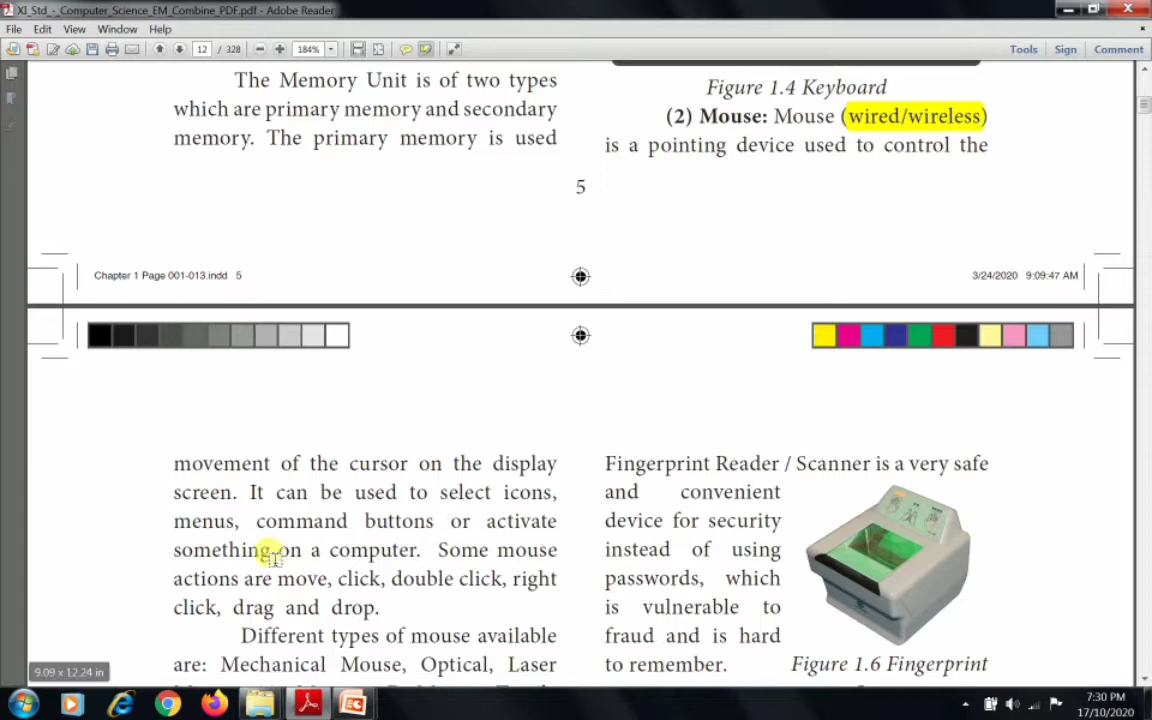 XI_Std_-_Computer_Science_EM_Combine_PDF.pdf - Adobe Reader
File Edit View Window Help
12 / 328 184% Tools Sign Comment
The Memory Unit is of two types
which are primary memory and secondary
memory. The primary memory is used
Figure 1.4 Keyboard
(2) Mouse: Mouse (wired/wireless)
is a pointing device used to control the
5
Chapter 1 Page 001-013.indd 5
3/24/2020 9:09:47 AM
movement of the cursor on the display
screen. It can be used to select icons,
menus, command buttons or activate
something on a computer. Some mouse
actions are move, click, double click, right
click, drag and drop.
Different types of mouse available
are: Mechanical Mouse, Optical, Laser
Fingerprint Reader / Scanner is a very safe
and convenient
device for security
instead of using
passwords, which
is vulnerable to
fraud and is hard
to remember.
Figure 1.6 Fingerprint
9.09 x 12.24 in
7:30 PM
17/10/2020